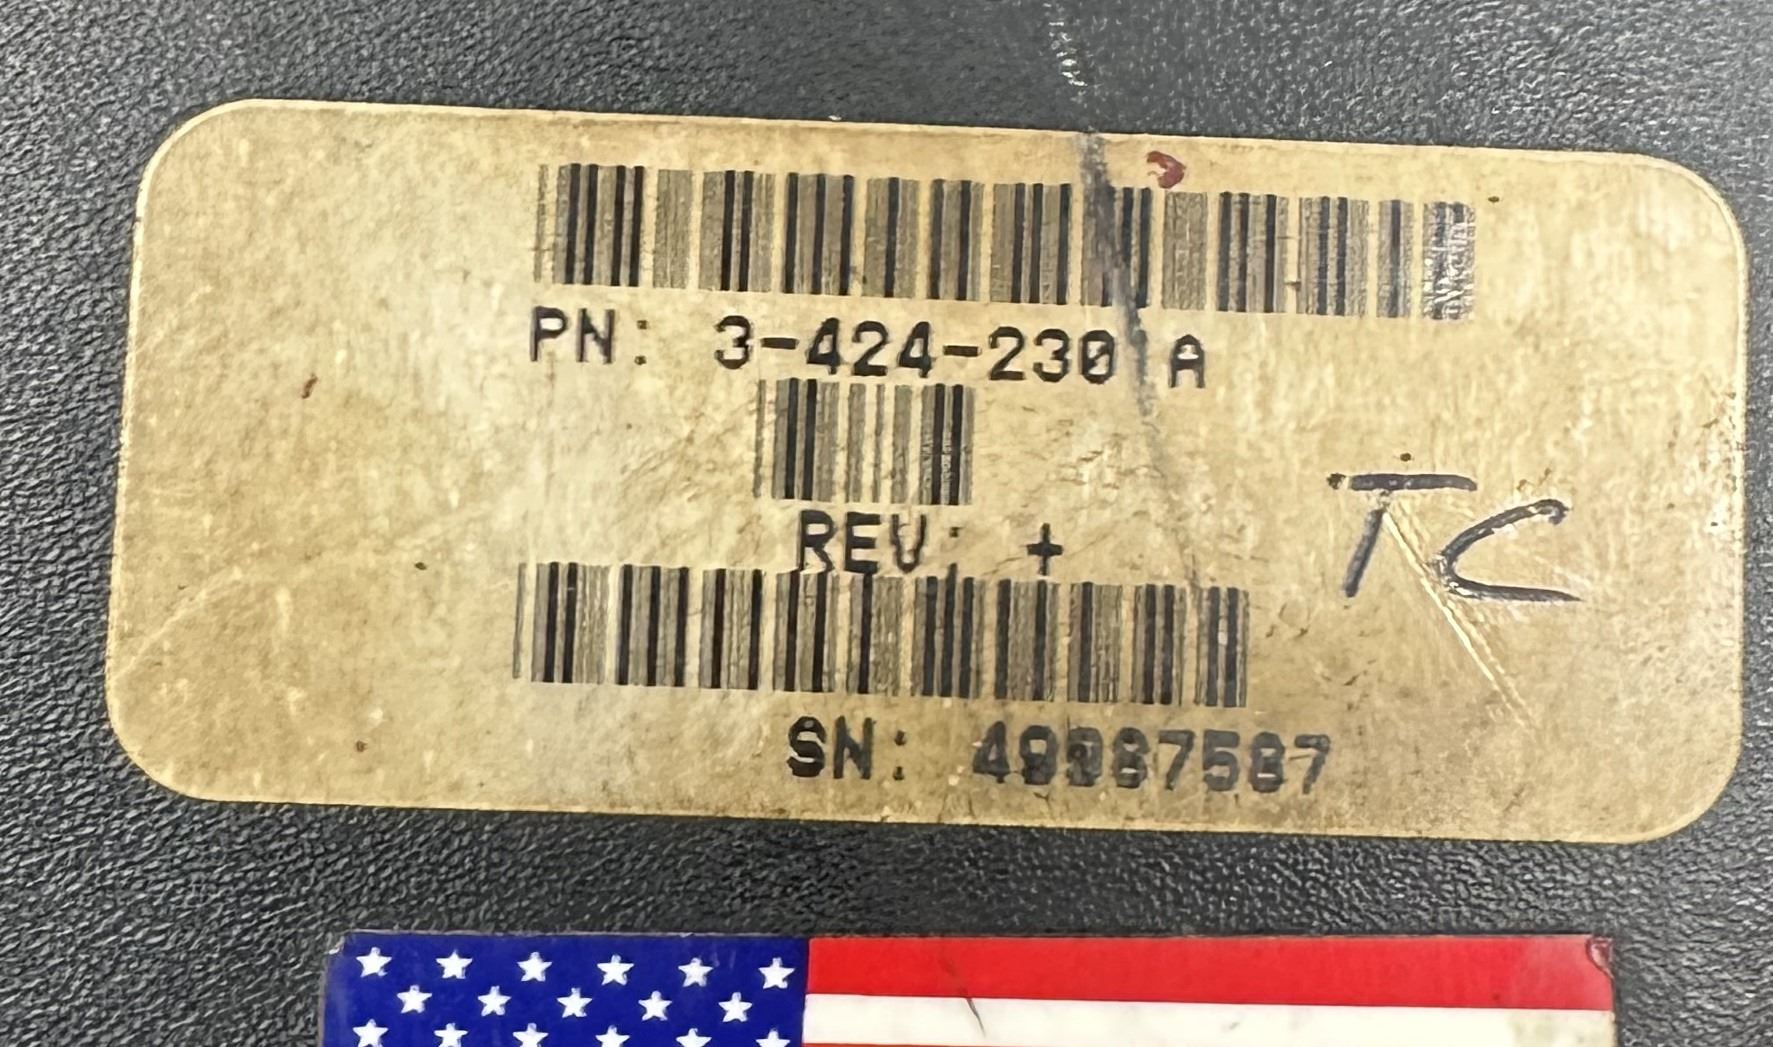 PN: 3-424-230 A
REV: +
TC
SN: